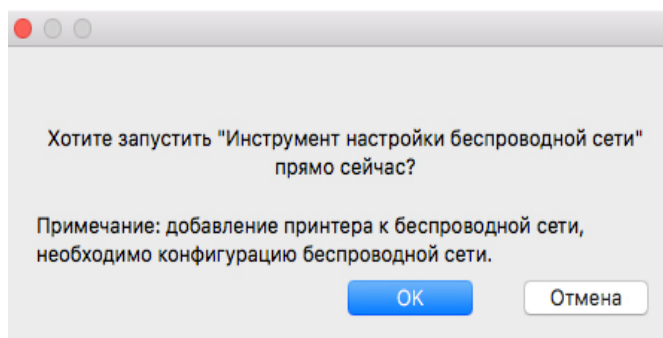 Хотите запустить "Инструмент настройки беспроводной сети"
прямо сейчас?
Примечание: добавление принтера к беспроводной сети,
необходимо конфигурацию беспроводной сети.
OK
Отмена